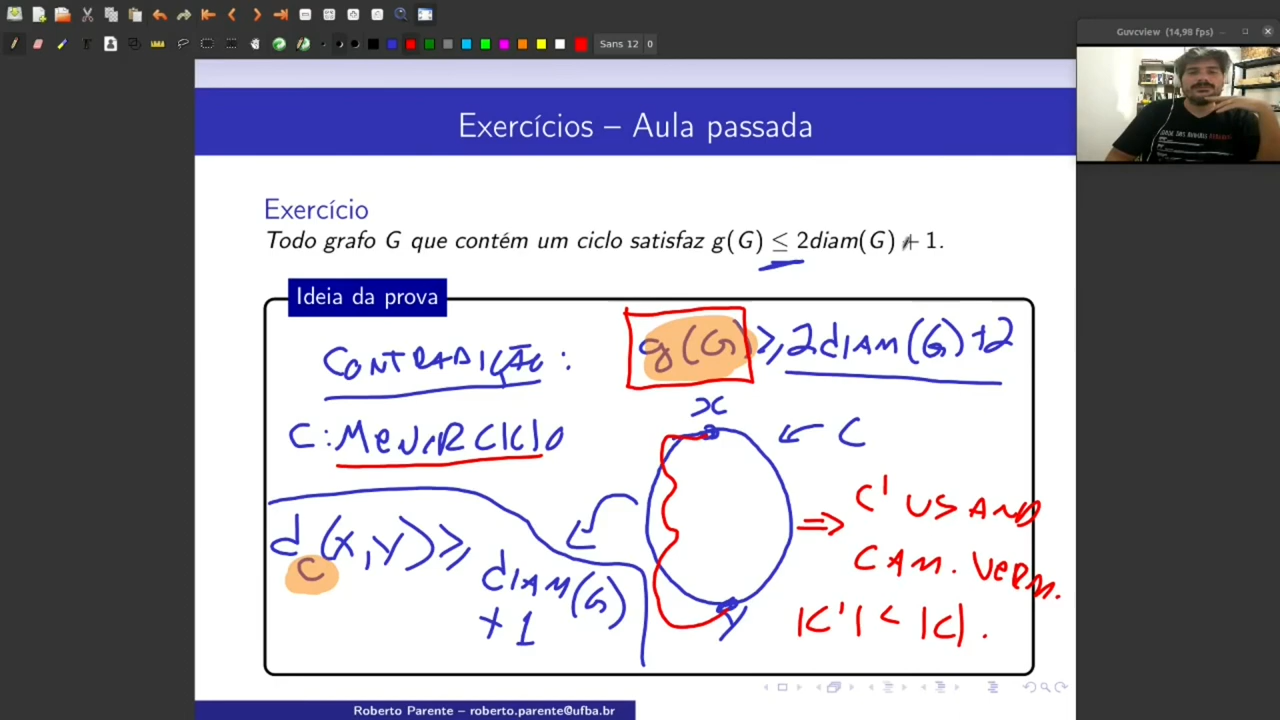 Guvcview (14,98 fps)
Sans 12 0
Exercícios – Aula passada
Exercício
Todo grafo G que contém um ciclo satisfaz g(G) ≤ 2diam(G) + 1.
Ideia da prova
CONTRADIÇÃO: g(G) ≥ 2diAM(G)+2
C: MENOR CICLO
x
← C
d_C(x,y) ≥ diAM(G) + 1
y
⇒ C' USAND
CAM. VERM.
|C'| < |C|.
Roberto Parente – roberto.parente@ufba.br